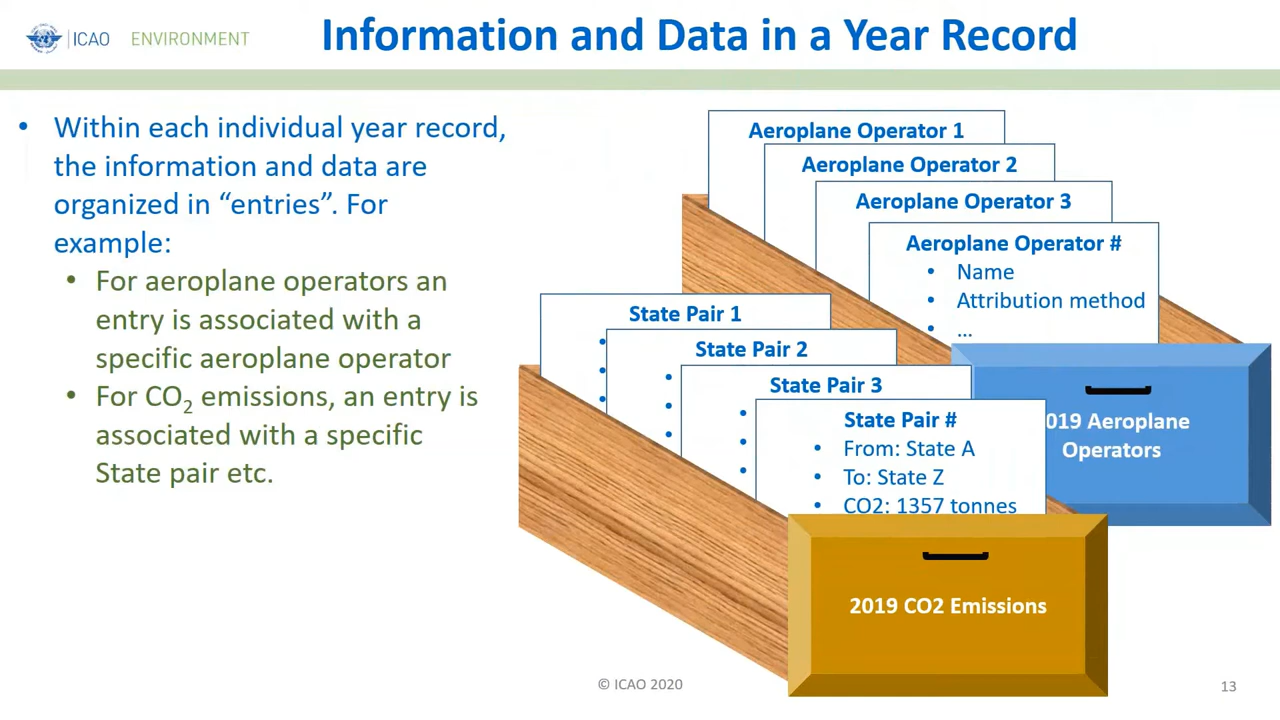 ICAO ENVIRONMENT
Information and Data in a Year Record
• Within each individual year record,
the information and data are
organized in “entries”. For
example:
• For aeroplane operators an
entry is associated with a
specific aeroplane operator
• For CO2 emissions, an entry is
associated with a specific
State pair etc.
Aeroplane Operator 1
Aeroplane Operator 2
Aeroplane Operator 3
Aeroplane Operator #
• Name
• Attribution method
• ...
019 Aeroplane
Operators
State Pair 1
State Pair 2
State Pair 3
State Pair #
• From: State A
• To: State Z
• CO2: 1357 tonnes
2019 CO2 Emissions
© ICAO 2020
13